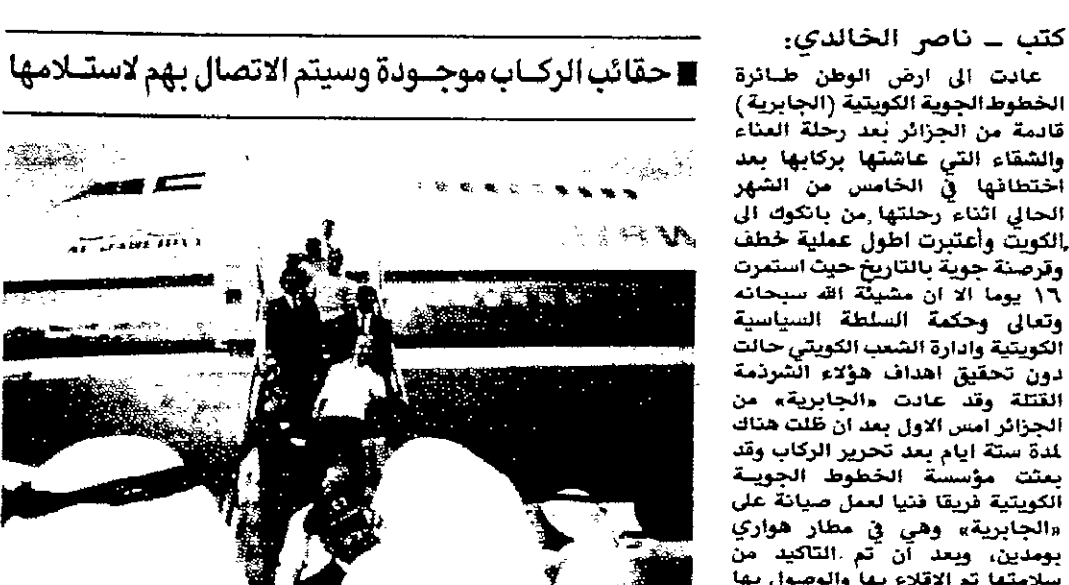 ■ حقائب الركاب موجودة وسيتم الاتصال بهم لاستلامها
كتب ــ ناصر الخالدي:
عادت الى ارض الوطن طائرة
الخطوط الجوية الكويتية (الجابرية)
قادمة من الجزائر بعد رحلة العناء
والشقاء التي عاشتها بركابها بعد
اختطافها في الخامس من الشهر
الحالي اثناء رحلتها من بانكوك الى
الكويت وأعتبرت اطول عملية خطف
وقرصنة جوية بالتاريخ حيث استمرت
١٦ يوما الا ان مشيئة الله سبحانه
وتعالى وحكمة السلطة السياسية
الكويتية وادارة الشعب الكويتي حالت
دون تحقيق اهداف هؤلاء الشرذمة
القتلة وقد عادت «الجابرية» من
الجزائر امس الاول بعد ان ظلت هناك
لمدة ستة ايام بعد تحرير الركاب وقد
بعثت مؤسسة الخطوط الجوية
الكويتية فريقا فنيا لعمل صيانة على
«الجابرية» وهي في مطار هواري
بومدين، وبعد أن تم التاكيد من
سلامتها تم الاقلاع بها والوصول بها